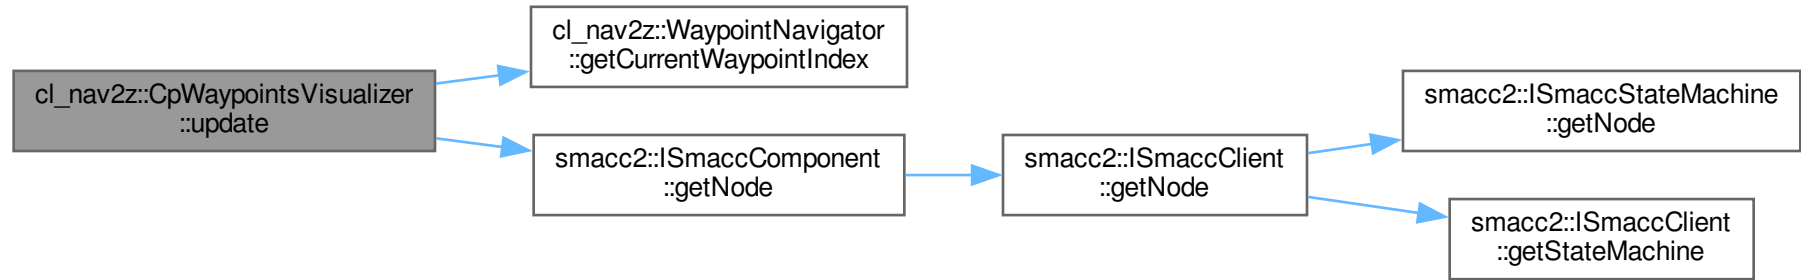 cl_nav2z::CpWaypointsVisualizer
::update
cl_nav2z::WaypointNavigator
::getCurrentWaypointIndex
smacc2::ISmaccComponent
::getNode
smacc2::ISmaccClient
::getNode
smacc2::ISmaccStateMachine
::getNode
smacc2::ISmaccClient
::getStateMachine